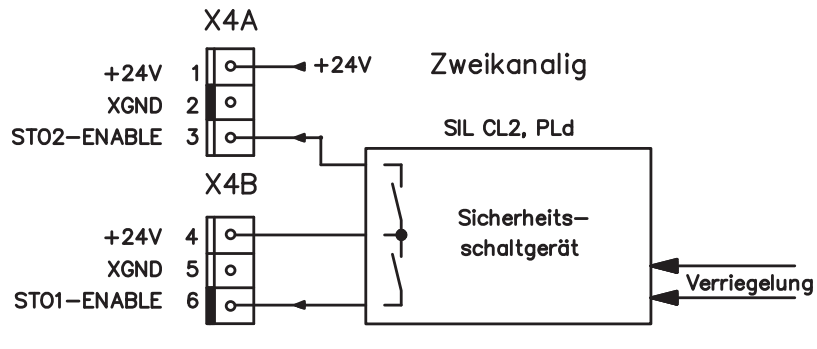 X4A
+24V 1 +24V
Zweikanalig
XGND 2
STO2-ENABLE 3
SIL CL2, PLd
X4B
Sicherheits-
schaltgerät
+24V 4
XGND 5
STO1-ENABLE 6
Verriegelung